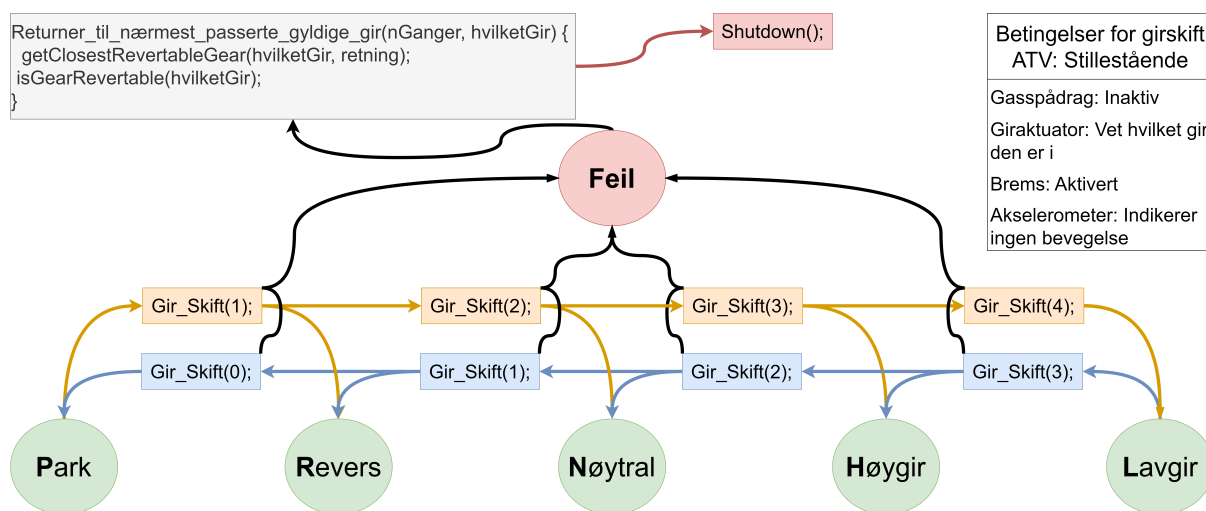 Returner_til_nærmest_passerte_gyldige_gir(nGanger, hvilketGir) {
getClosestRevertableGear(hvilketGir, retning);
isGearRevertable(hvilketGir);
}
Shutdown();
Betingelser for girskift
ATV: Stillestående
Gasspådrag: Inaktiv
Giraktuator: Vet hvilket gir
den er i
Brems: Aktivert
Akselerometer: Indikerer
ingen bevegelse
Feil
Gir_Skift(1);
Gir_Skift(2);
Gir_Skift(3);
Gir_Skift(4);
Gir_Skift(0);
Gir_Skift(1);
Gir_Skift(2);
Gir_Skift(3);
Park
Revers
Nøytral
Høygir
Lavgir